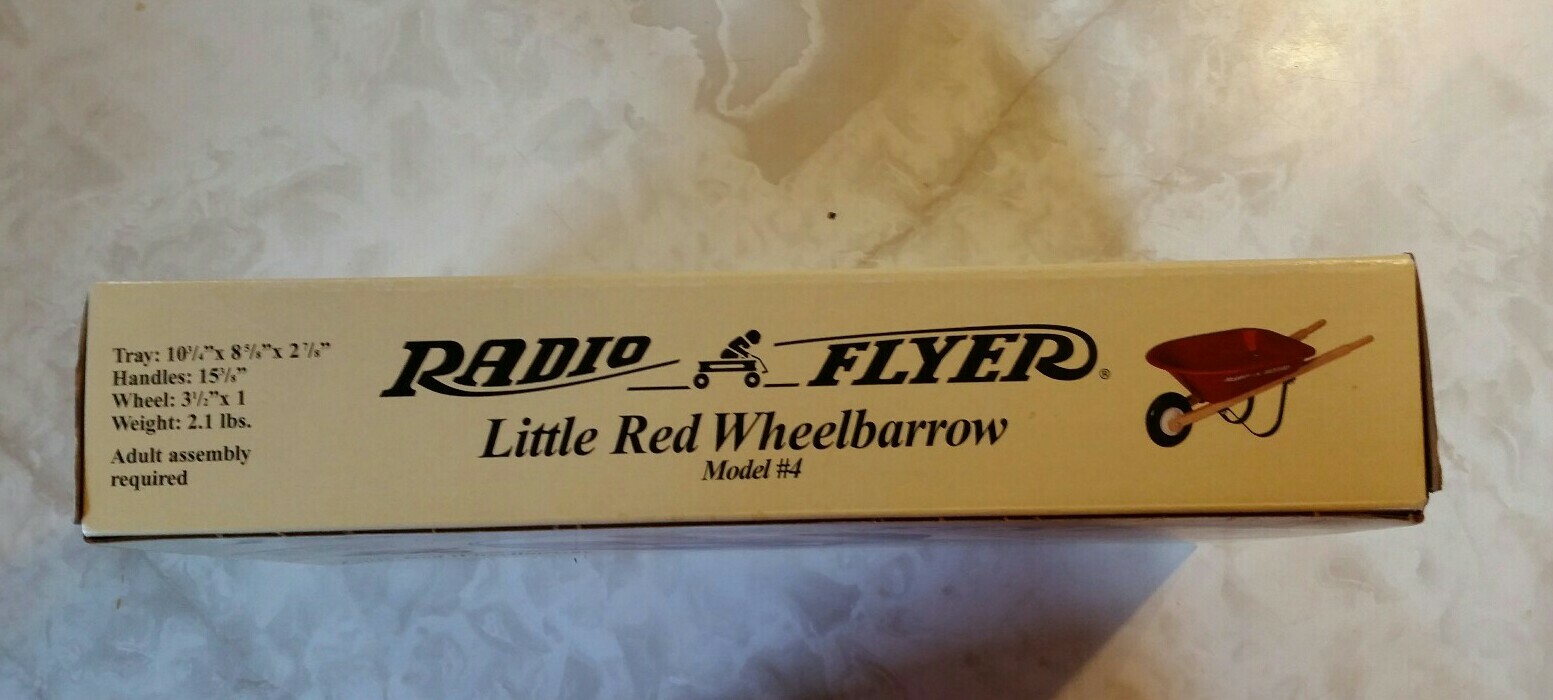 Tray: 10¾”x 8⅝”x 2⅞”
Handles: 15⅜”
Wheel: 3½”x 1
Weight: 2.1 lbs.
Adult assembly
required
RADIO FLYER®
Little Red Wheelbarrow
Model #4